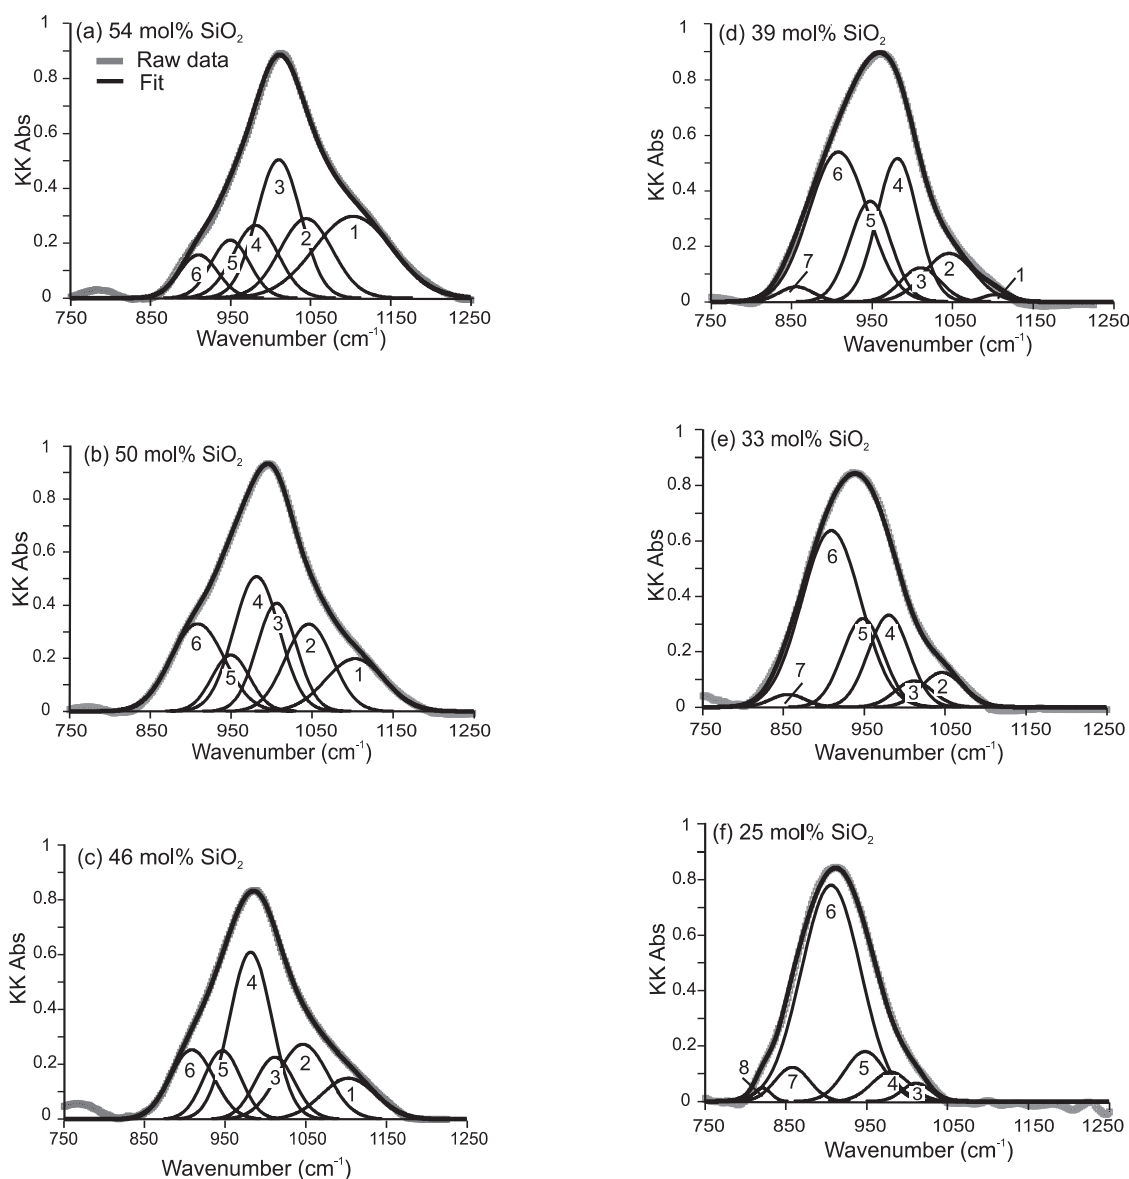 (a) 54 mol% SiO₂
Raw data
Fit
1
0.8
0.6
0.4
0.2
0
KK Abs
3
1
2
4
5
6
750 850 950 1050 1150 1250
Wavenumber (cm⁻¹)
(d) 39 mol% SiO₂
1
0.8
0.6
0.4
0.2
0
KK Abs
6
4
5
7
2
3
1
750 850 950 1050 1150 1250
Wavenumber (cm⁻¹)
(b) 50 mol% SiO₂
1
0.8
0.6
0.4
0.2
0
KK Abs
4
3
6
2
5
1
750 850 950 1050 1150 1250
Wavenumber (cm⁻¹)
(e) 33 mol% SiO₂
1
0.8
0.6
0.4
0.2
0
KK Abs
6
5
4
7
3
2
750 850 950 1050 1150 1250
Wavenumber (cm⁻¹)
(c) 46 mol% SiO₂
1
0.8
0.6
0.4
0.2
0
KK Abs
4
6
5
2
3
1
750 850 950 1050 1150 1250
Wavenumber (cm⁻¹)
(f) 25 mol% SiO₂
1
0.8
0.6
0.4
0.2
0
KK Abs
6
8
7
5
4
3
750 850 950 1050 1150 1250
Wavenumber (cm⁻¹)